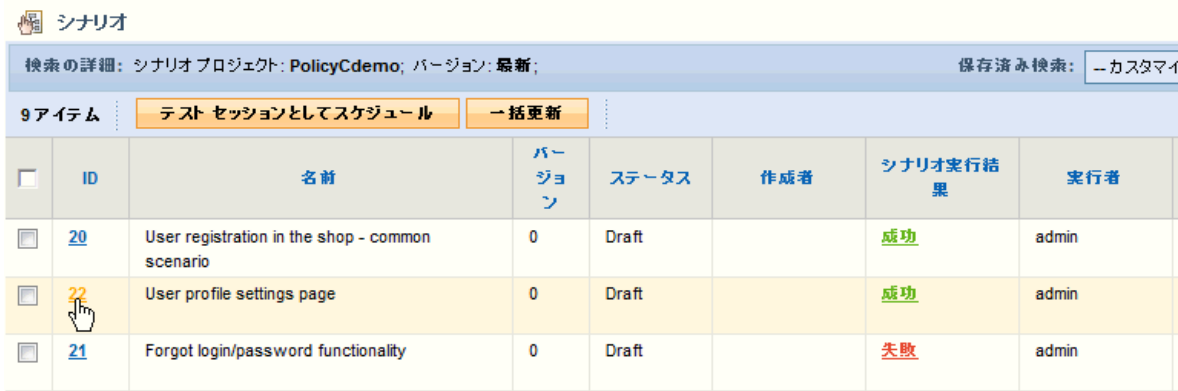 シナリオ
検索の詳細: シナリオ プロジェクト: PolicyCdemo; バージョン: 最新;
保存済み検索: --カスタマイ
9アイテム テスト セッションとしてスケジュール 一括更新
ID 名前 バージョン ステータス 作成者 シナリオ実行結果 実行者
20 User registration in the shop - common scenario 0 Draft 成功 admin
22 User profile settings page 0 Draft 成功 admin
21 Forgot login/password functionality 0 Draft 失敗 admin